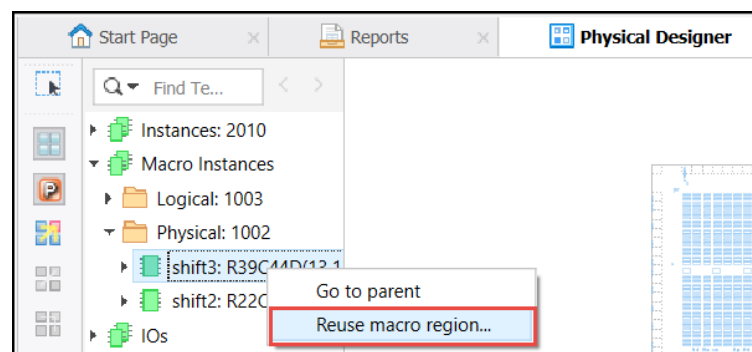 Start Page
Reports
Physical Designer
Find Te...
Instances: 2010
Macro Instances
Logical: 1003
Physical: 1002
shift3: R39C44D(13,1
shift2: R22C
IOs
Go to parent
Reuse macro region...